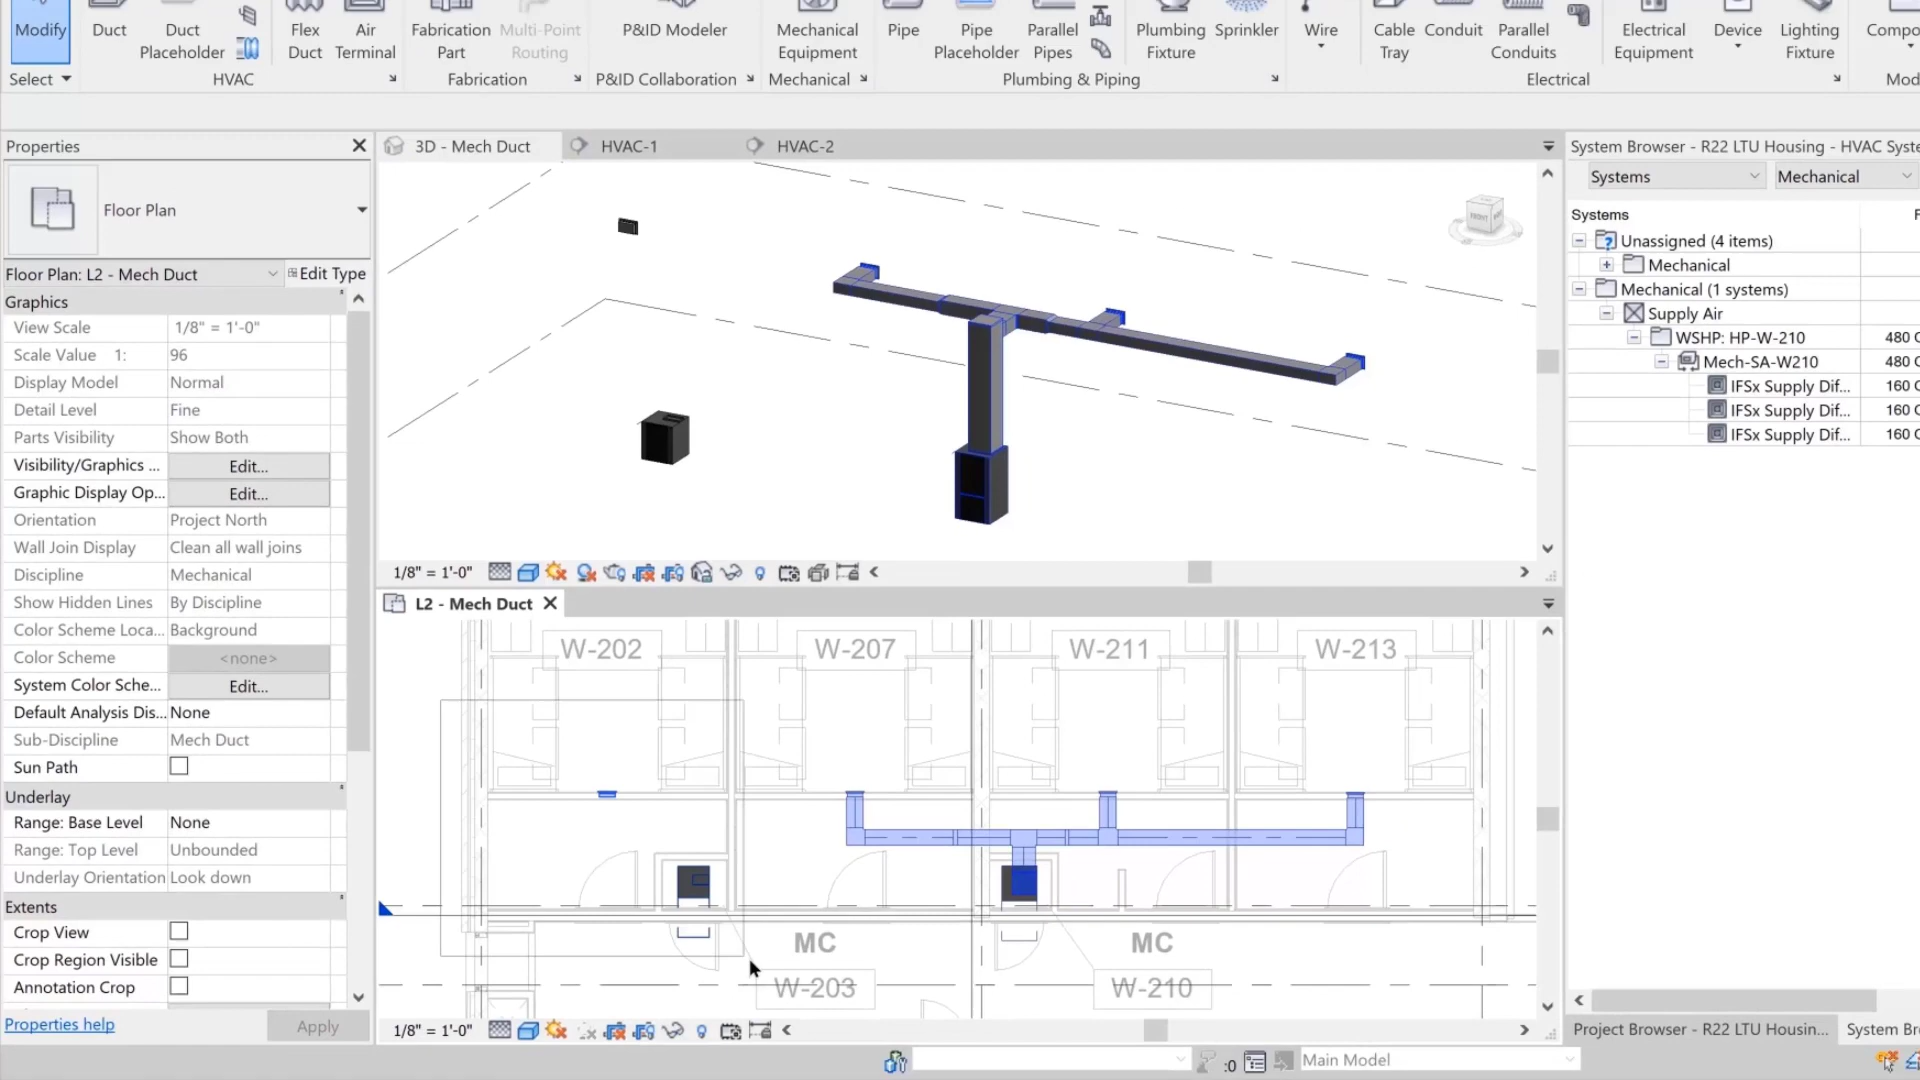 Modify
Duct
Duct
Placeholder
Flex
Duct
Air
Terminal
Fabrication
Part
Multi-Point
Routing
P&ID Modeler
Mechanical
Equipment
Pipe
Pipe
Placeholder
Parallel
Pipes
Plumbing
Fixture
Sprinkler
Wire
Cable
Tray
Conduit
Parallel
Conduits
Electrical
Equipment
Device
Lighting
Fixture
Compo
Select
HVAC
Fabrication
P&ID Collaboration
Mechanical
Plumbing & Piping
Electrical
Mod
Properties
3D - Mech Duct
HVAC-1
HVAC-2
Floor Plan
Floor Plan: L2 - Mech Duct
Edit Type
Graphics
View Scale 1/8" = 1'-0"
Scale Value 1: 96
Display Model Normal
Detail Level Fine
Parts Visibility Show Both
Visibility/Graphics ... Edit...
Graphic Display Op... Edit...
Orientation Project North
Wall Join Display Clean all wall joins
Discipline Mechanical
Show Hidden Lines By Discipline
Color Scheme Loca... Background
Color Scheme <none>
System Color Sche... Edit...
Default Analysis Dis... None
Sub-Discipline Mech Duct
Sun Path
Underlay
Range: Base Level None
Range: Top Level Unbounded
Underlay Orientation Look down
Extents
Crop View
Crop Region Visible
Annotation Crop
Properties help
Apply
FRONT
1/8" = 1'-0"
L2 - Mech Duct
W-202
W-207
W-211
W-213
MC
W-203
MC
W-210
1/8" = 1'-0"
System Browser - R22 LTU Housing - HVAC Syste
Systems
Mechanical
Systems
F
Unassigned (4 items)
Mechanical
Mechanical (1 systems)
Supply Air
WSHP: HP-W-210 480 C
Mech-SA-W210 480 C
IFSx Supply Dif... 160 C
IFSx Supply Dif... 160 C
IFSx Supply Dif... 160 C
Project Browser - R22 LTU Housin...
System Br
:0
Main Model